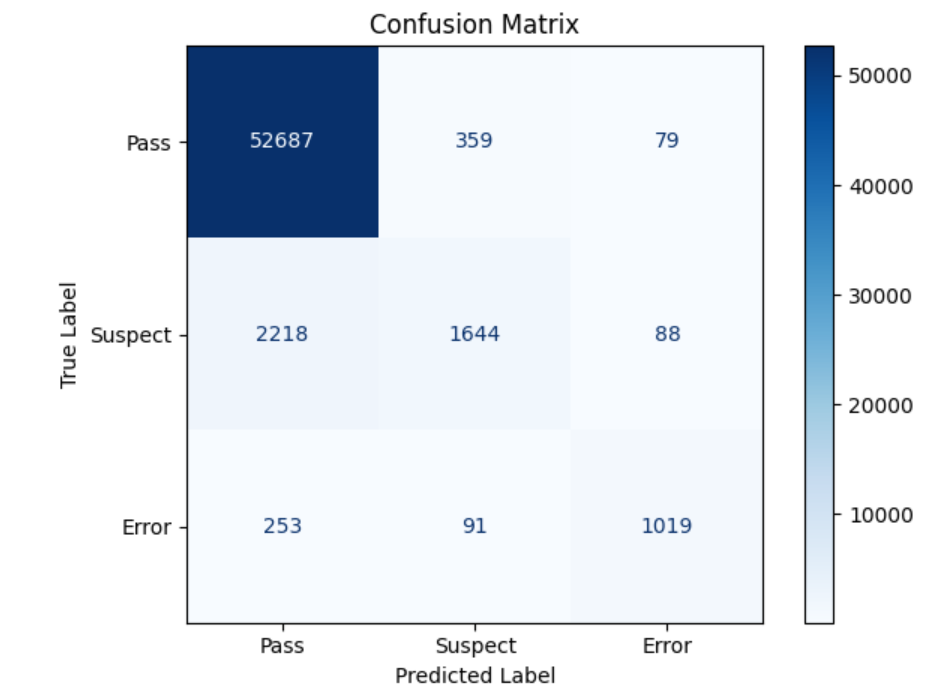 Confusion Matrix
Pass 52687 359 79
Suspect 2218 1644 88
Error 253 91 1019
Pass Suspect Error
Predicted Label
True Label
50000
40000
30000
20000
10000